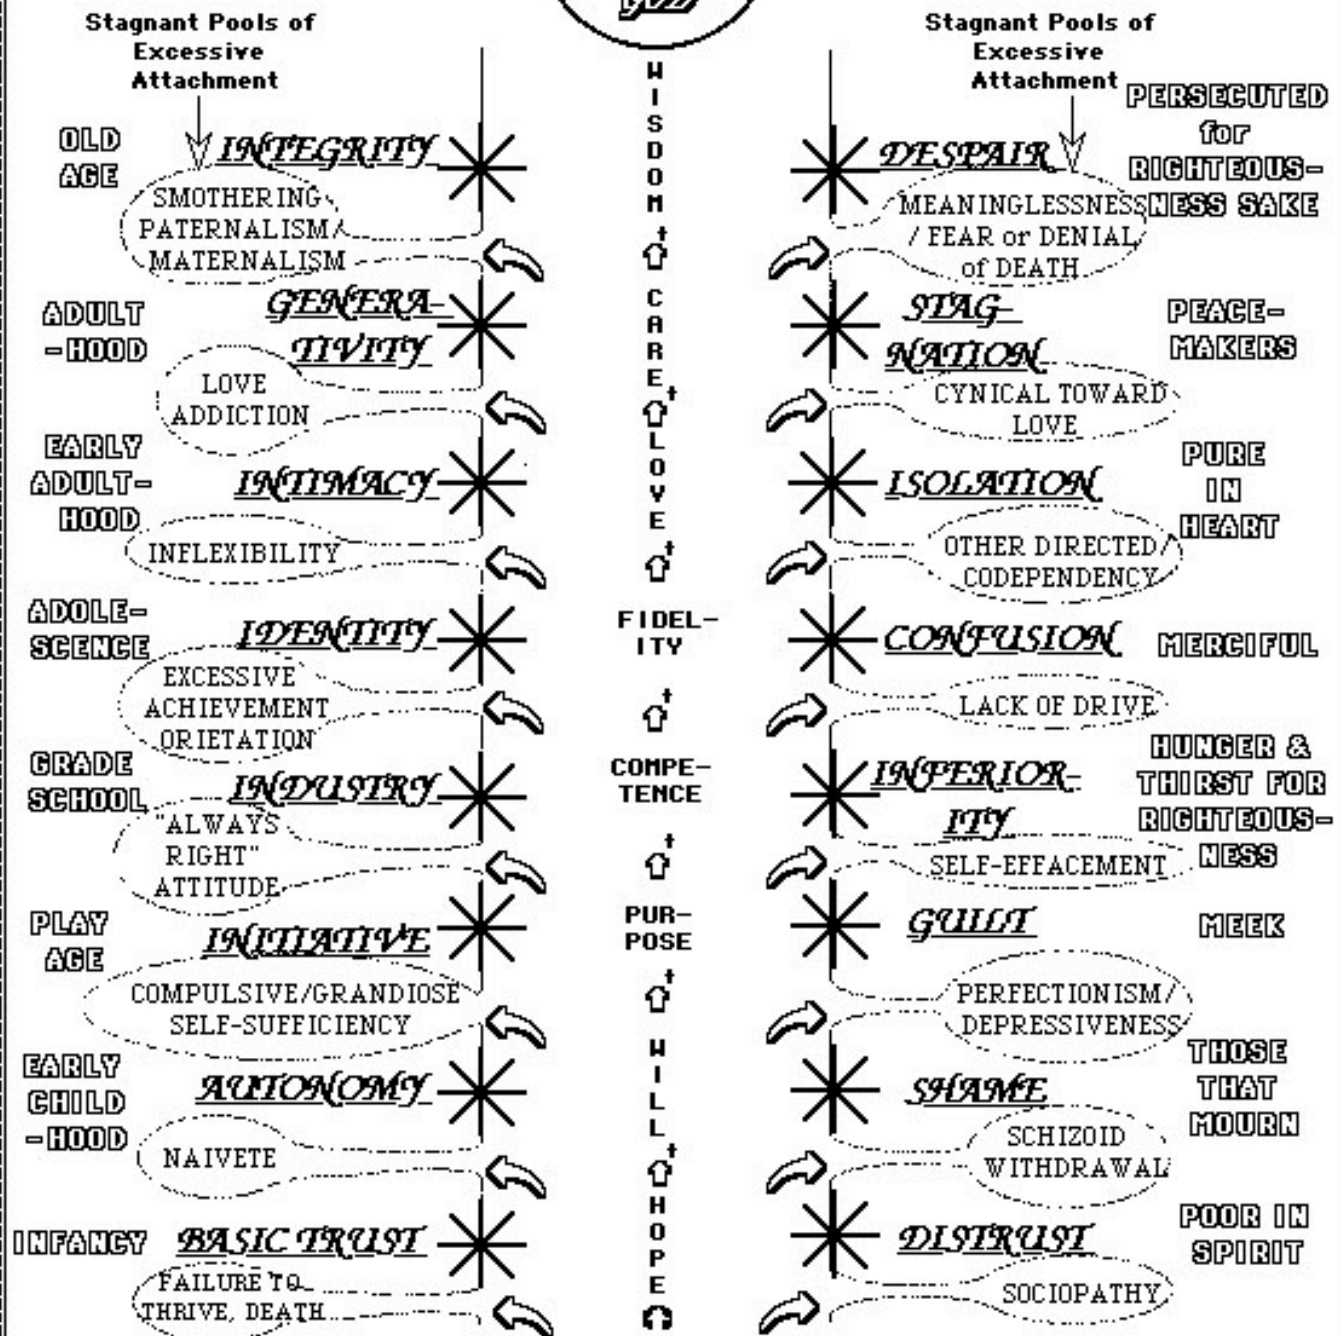 GOD
Stagnant Pools of
Excessive
Attachment
Stagnant Pools of
Excessive
Attachment
WISDOM
OLD
AGE
INTEGRITY
SMOTHERING
PATERNALISM/
MATERNALISM
DESPAIR
MEANINGLESSNESS
/ FEAR or DENIAL
of DEATH
PERSECUTED
for
RIGHTEOUS-
NESS SAKE
CARE
ADULT
-HOOD
GENERA-
TIVITY
LOVE
ADDICTION
STAG-
NATION
CYNICAL TOWARD
LOVE
PEACE-
MAKERS
LOVE
EARLY
ADULT-
HOOD
INTIMACY
INFLEXIBILITY
ISOLATION
OTHER DIRECTED/
CODEPENDENCY
PURE
IN
HEART
FIDEL-
ITY
ADOLE-
SCENCE
IDENTITY
EXCESSIVE
ACHIEVEMENT
ORIETATION
CONFUSION
LACK OF DRIVE
MERCIFUL
COMPE-
TENCE
GRADE
SCHOOL
INDUSTRY
"ALWAYS
RIGHT"
ATTITUDE
INFERIOR-
ITY
SELF-EFFACEMENT
HUNGER &
THIRST FOR
RIGHTEOUS-
NESS
PUR-
POSE
PLAY
AGE
INITIATIVE
COMPULSIVE/GRANDIOSE
SELF-SUFFICIENCY
GUILT
PERFECTIONISM/
DEPRESSIVENESS
MEEK
WILL
EARLY
CHILD
-HOOD
AUTONOMY
NAIVETE
SHAME
SCHIZOID
WITHDRAWAL
THOSE
THAT
MOURN
HOPE
INFANCY
BASIC TRUST
FAILURE TO
THRIVE, DEATH
DISTRUST
SOCIOPATHY
POOR IN
SPIRIT